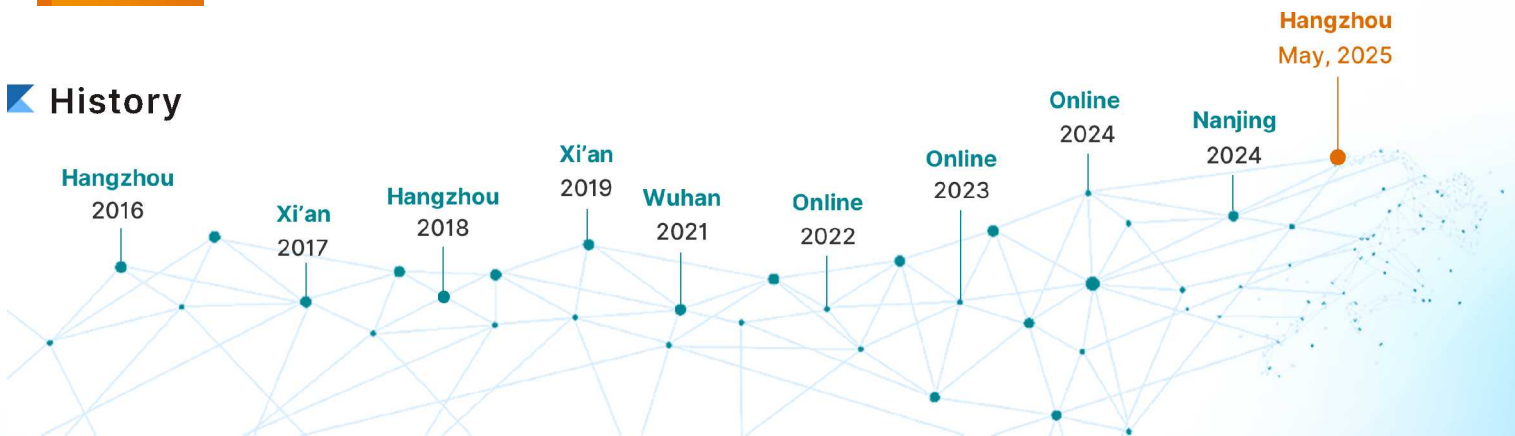 History
Hangzhou
2016
Xi’an
2017
Hangzhou
2018
Xi’an
2019
Wuhan
2021
Online
2022
Online
2023
Online
2024
Nanjing
2024
Hangzhou
May, 2025